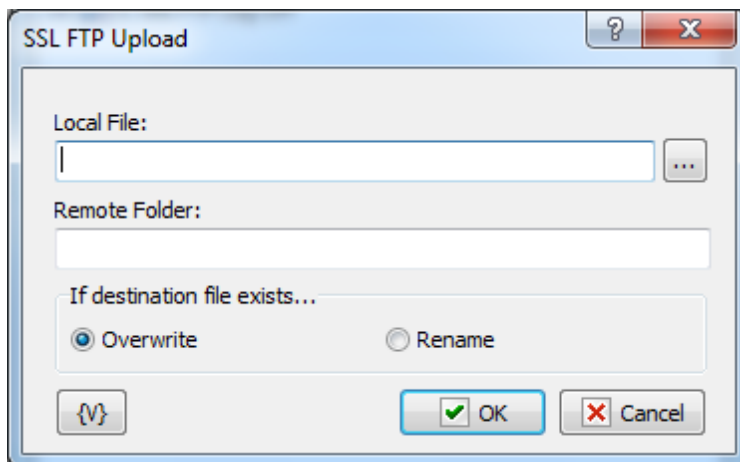 SSL FTP Upload
?
Local File:
...
Remote Folder:
If destination file exists...
Overwrite
Rename
{V}
OK
Cancel